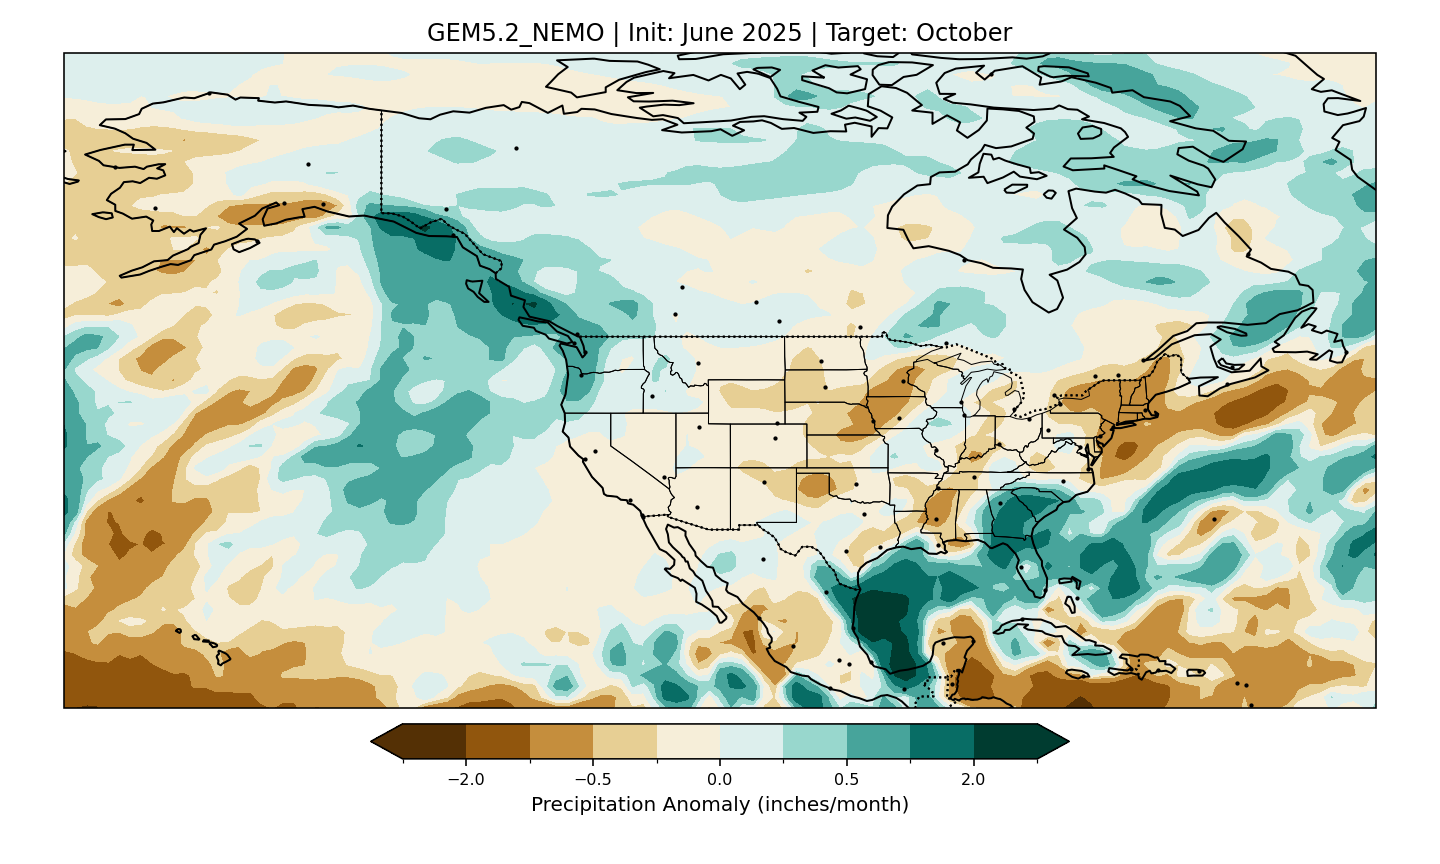 GEM5.2_NEMO | Init: June 2025 | Target: October
−2.0 −0.5 0.0 0.5 2.0
Precipitation Anomaly (inches/month)